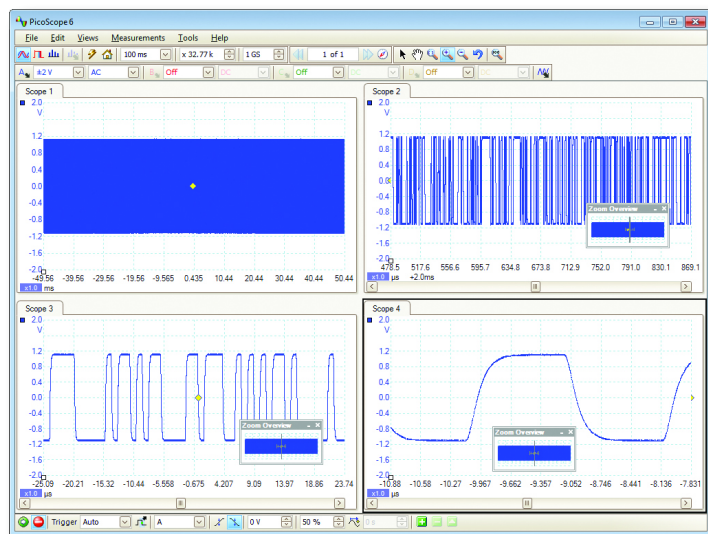 PicoScope 6
File Edit Views Measurements Tools Help
100 ms x 32.77 k 1 GS 1 of 1
A ±2 V AC Off DC Off DC Off DC
Scope 1
2.0
V
1.2
0.8
0.4
0.0
-0.4
-0.8
-1.2
-1.6
-2.0
-49.56 -39.56 -29.56 -19.56 -9.565 0.435 10.44 20.44 30.44 40.44 50.44
x1.0 ms
Scope 2
2.0
V
1.2
0.8
0.4
0.0
-0.4
-0.8
-1.2
-1.6
-2.0
Zoom Overview
478.5 517.6 556.6 595.7 634.8 673.8 712.9 752.0 791.0 830.1 869.1
x1.0 µs +2.0ms
Scope 3
2.0
V
1.2
0.8
0.4
0.0
-0.4
-0.8
-1.2
-1.6
-2.0
Zoom Overview
-25.09 -20.21 -15.32 -10.44 -5.558 -0.675 4.207 9.09 13.97 18.86 23.74
x1.0 µs
Scope 4
2.0
V
1.2
0.8
0.4
0.0
-0.4
-0.8
-1.2
-1.6
-2.0
Zoom Overview
-10.88 -10.58 -10.27 -9.967 -9.662 -9.357 -9.052 -8.746 -8.441 -8.136 -7.831
x1.0 µs
Trigger Auto A 0 V 50 % 0 s